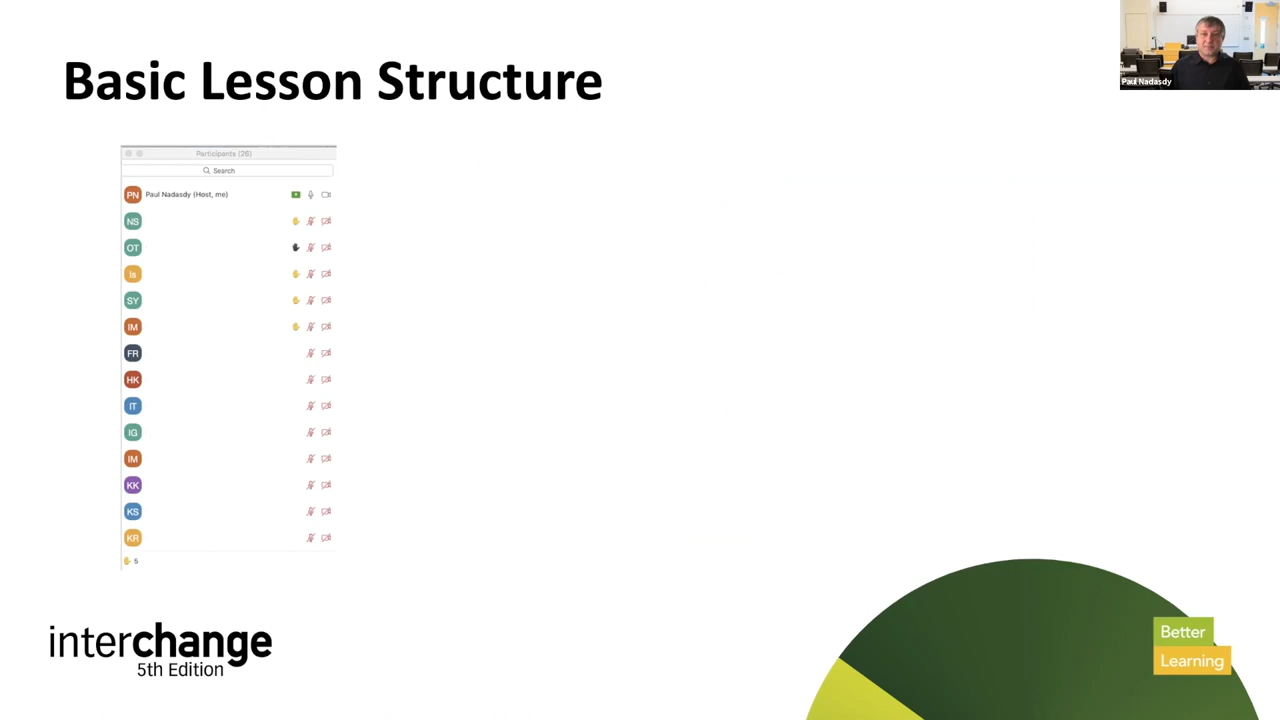 Basic Lesson Structure
Paul Nadasdy
Participants (26)
Search
PN Paul Nadasdy (Host, me)
NS
OT
Is
SY
IM
FR
HK
IT
IG
IM
KK
KS
KR
5
interchange
5th Edition
Better
Learning